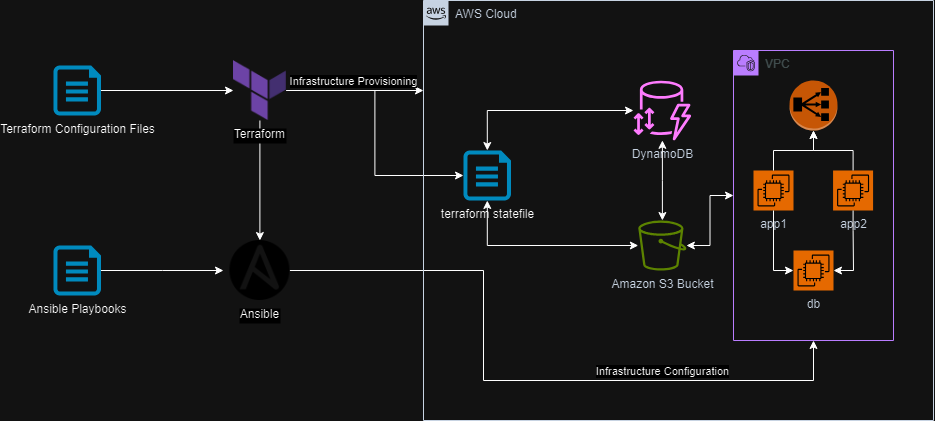 aws
AWS Cloud
Infrastructure Provisioning
VPC
Terraform Configuration Files
Terraform
DynamoDB
terraform statefile
app1
app2
Amazon S3 Bucket
Ansible Playbooks
Ansible
db
Infrastructure Configuration